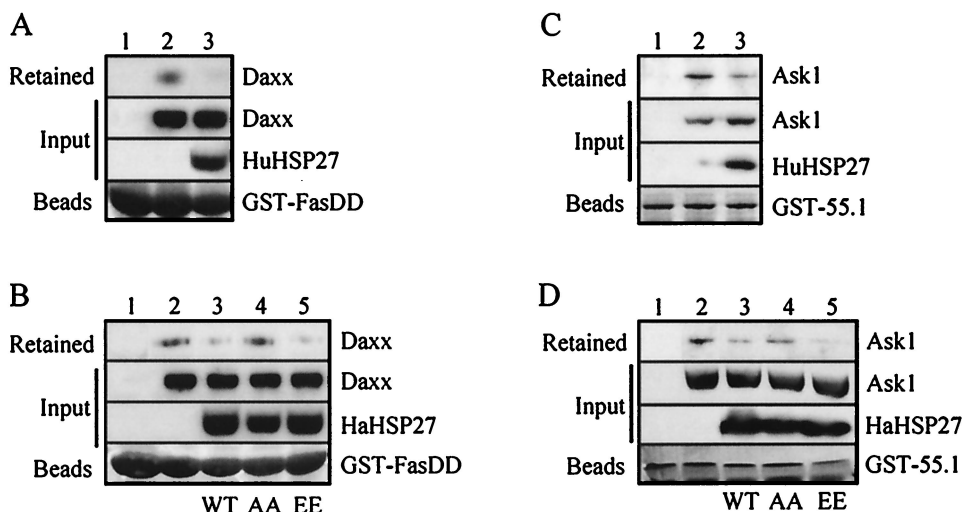 A
1 2 3
Retained Daxx
Input Daxx
HuHSP27
Beads GST-FasDD
C
1 2 3
Retained Ask1
Input Ask1
HuHSP27
Beads GST-55.1
B
1 2 3 4 5
Retained Daxx
Input Daxx
HaHSP27
Beads GST-FasDD
WT AA EE
D
1 2 3 4 5
Retained Ask1
Input Ask1
HaHSP27
Beads GST-55.1
WT AA EE